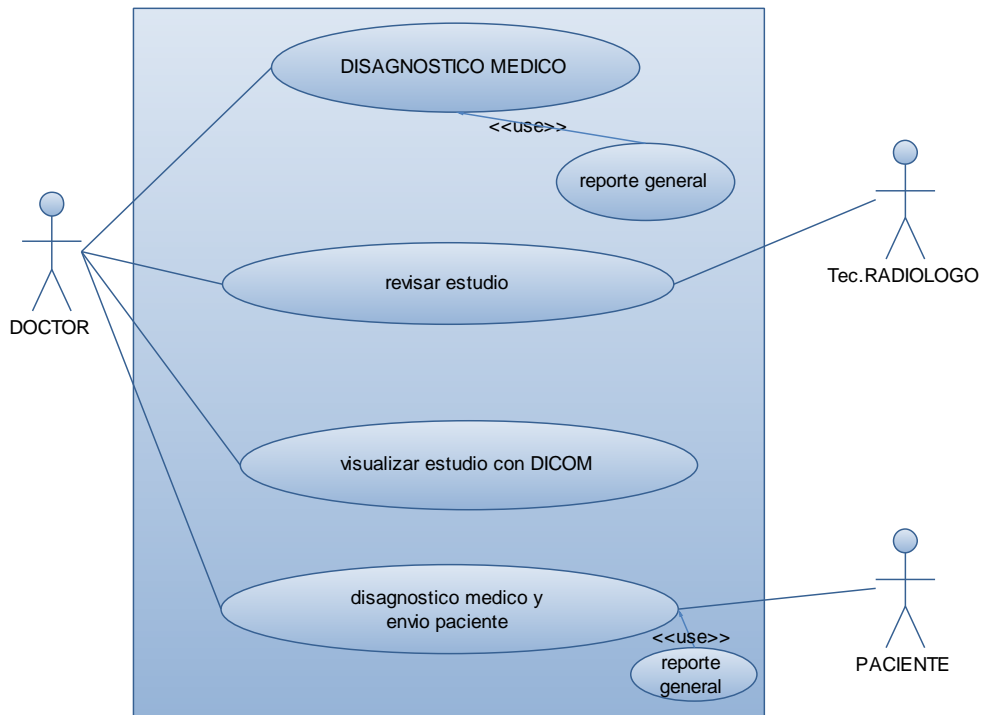 DISAGNOSTICO MEDICO
<<use>>
reporte general
Tec.RADIOLOGO
revisar estudio
DOCTOR
visualizar estudio con DICOM
disagnostico medico y
envio paciente
<<use>>
reporte
general
PACIENTE